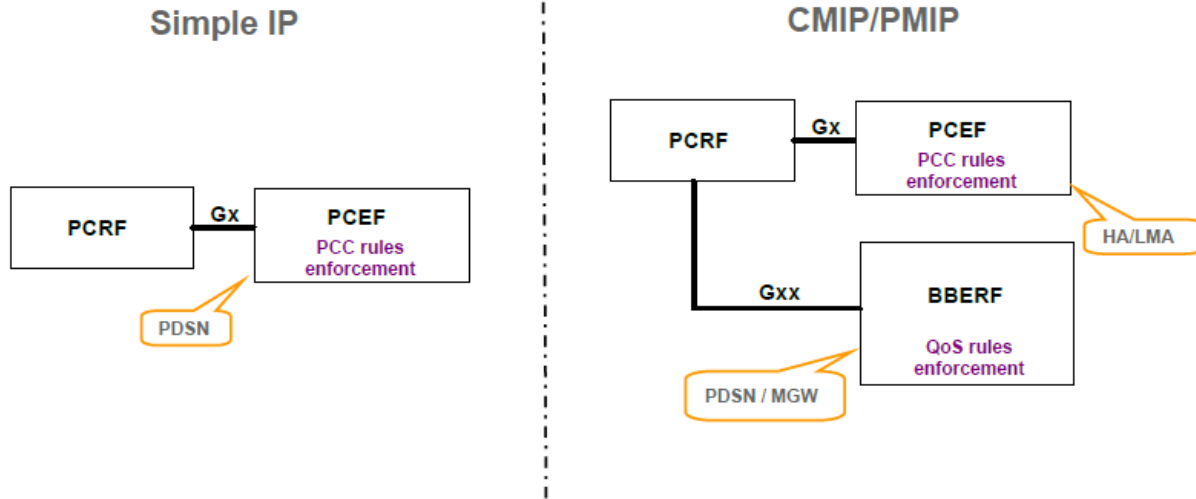 Simple IP
PCRF
Gx
PCEF
PCC rules
enforcement
PDSN
CMIP/PMIP
PCRF
Gx
PCEF
PCC rules
enforcement
HA/LMA
Gxx
BBERF
QoS rules
enforcement
PDSN / MGW